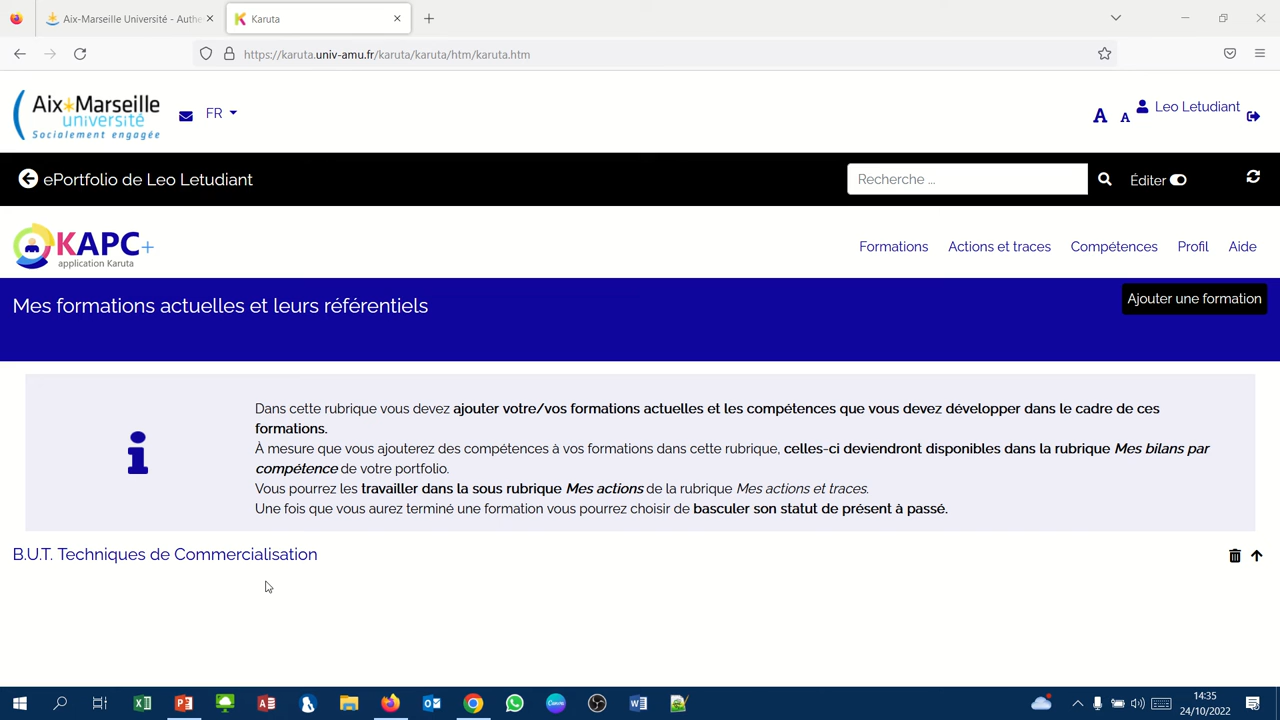 Aix-Marseille Université - Authe
Karuta
https://karuta.univ-amu.fr/karuta/karuta/htm/karuta.htm
Aix*Marseille
université
Socialement engagée
FR
A A Leo Letudiant
ePortfolio de Leo Letudiant
Recherche ...
Éditer
KAPC+
application Karuta
Formations
Actions et traces
Compétences
Profil
Aide
Mes formations actuelles et leurs référentiels
Ajouter une formation
Dans cette rubrique vous devez ajouter votre/vos formations actuelles et les compétences que vous devez développer dans le cadre de ces
formations.
À mesure que vous ajouterez des compétences à vos formations dans cette rubrique, celles-ci deviendront disponibles dans la rubrique Mes bilans par
compétence de votre portfolio.
Vous pourrez les travailler dans la sous rubrique Mes actions de la rubrique Mes actions et traces.
Une fois que vous aurez terminé une formation vous pourrez choisir de basculer son statut de présent à passé.
B.U.T. Techniques de Commercialisation
14:35
24/10/2022